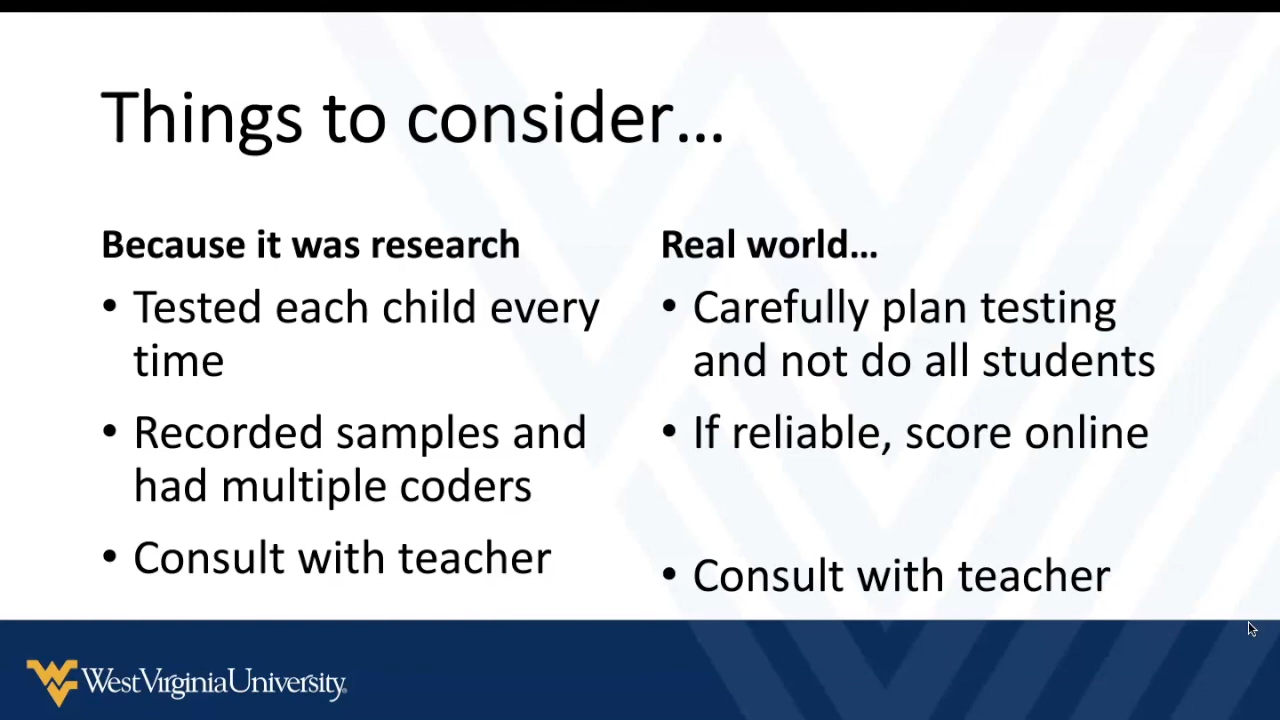 Things to consider…
Because it was research
• Tested each child every
time
• Recorded samples and
had multiple coders
• Consult with teacher
Real world…
• Carefully plan testing
and not do all students
• If reliable, score online
• Consult with teacher
WestVirginiaUniversity.